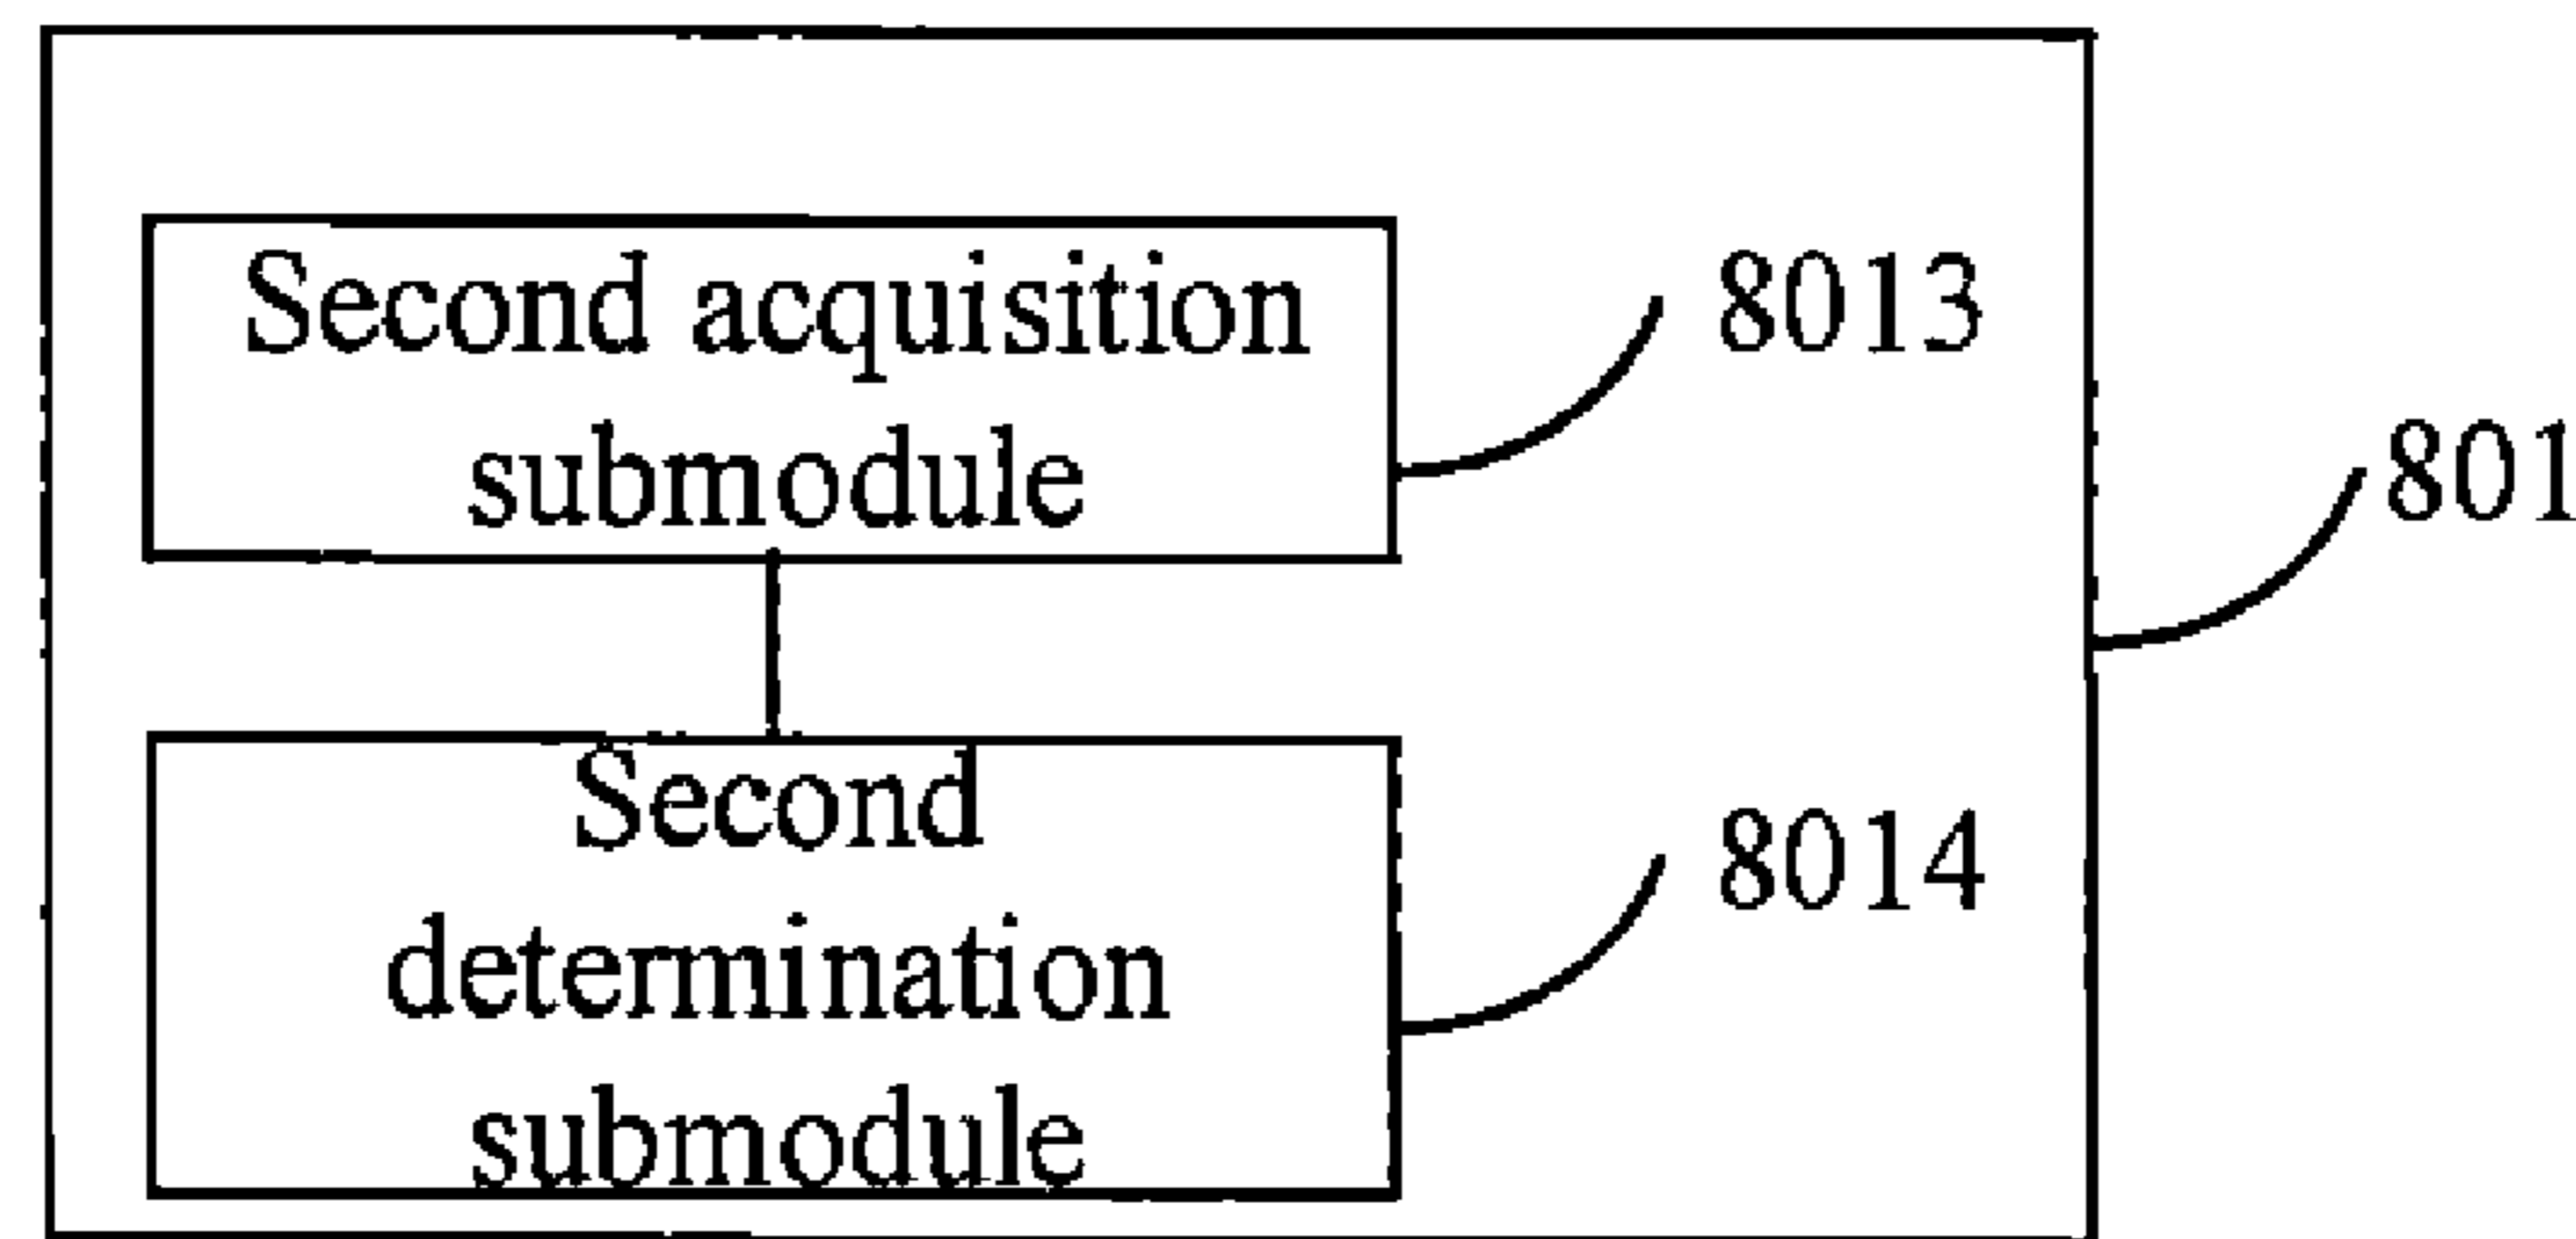 Second acquisition
submodule
8013
801
Second
determination
submodule
8014